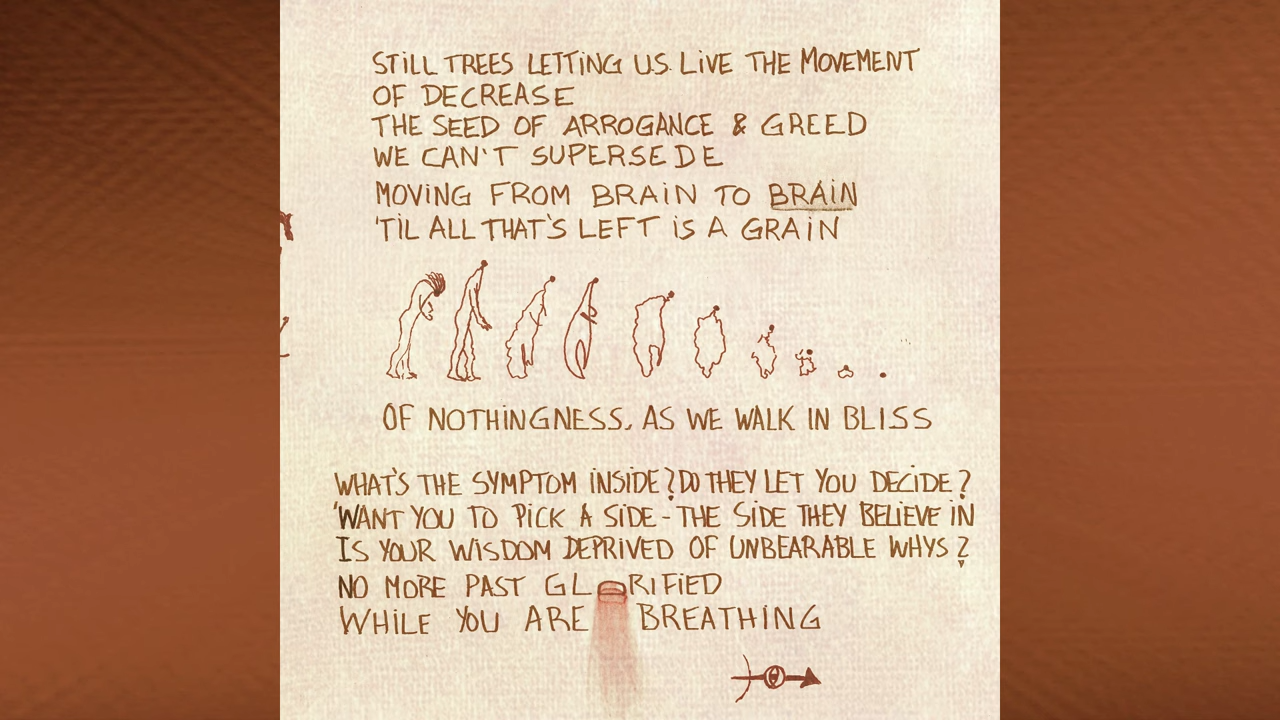 STILL TREES LETTING US LIVE THE MOVEMENT
OF DECREASE
THE SEED OF ARROGANCE & GREED
WE CAN'T SUPERSEDE
MOVING FROM BRAIN TO BRAIN
'TIL ALL THAT'S LEFT IS A GRAIN
OF NOTHINGNESS, AS WE WALK IN BLISS
WHAT'S THE SYMPTOM INSIDE? DO THEY LET YOU DECIDE?
'WANT YOU TO PICK A SIDE - THE SIDE THEY BELIEVE IN
IS YOUR WISDOM DEPRIVED OF UNBEARABLE WHYS?
NO MORE PAST GLORIFIED
WHILE YOU ARE BREATHING